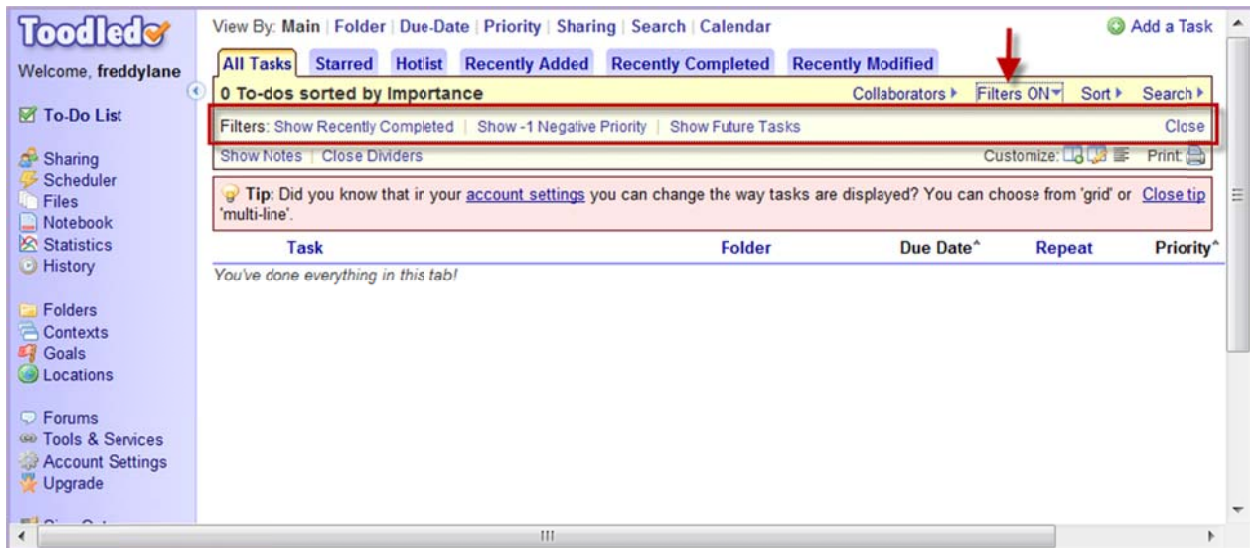 Toodledo
Welcome, freddylane
To-Do List
Sharing
Scheduler
Files
Notebook
Statistics
History
Folders
Contexts
Goals
Locations
Forums
Tools & Services
Account Settings
Upgrade
View By: Main | Folder | Due-Date | Priority | Sharing | Search | Calendar
Add a Task
All Tasks Starred Hotlist Recently Added Recently Completed Recently Modified
0 To-dos sorted by Importance Collaborators Filters ON Sort Search
Filters: Show Recently Completed | Show -1 Negative Priority | Show Future Tasks Close
Show Notes | Close Dividers Customize: Print:
Tip: Did you know that in your account settings you can change the way tasks are displayed? You can choose from 'grid' or Close tip
'multi-line'.
Task Folder Due Date^ Repeat Priority^
You've done everything in this tab!